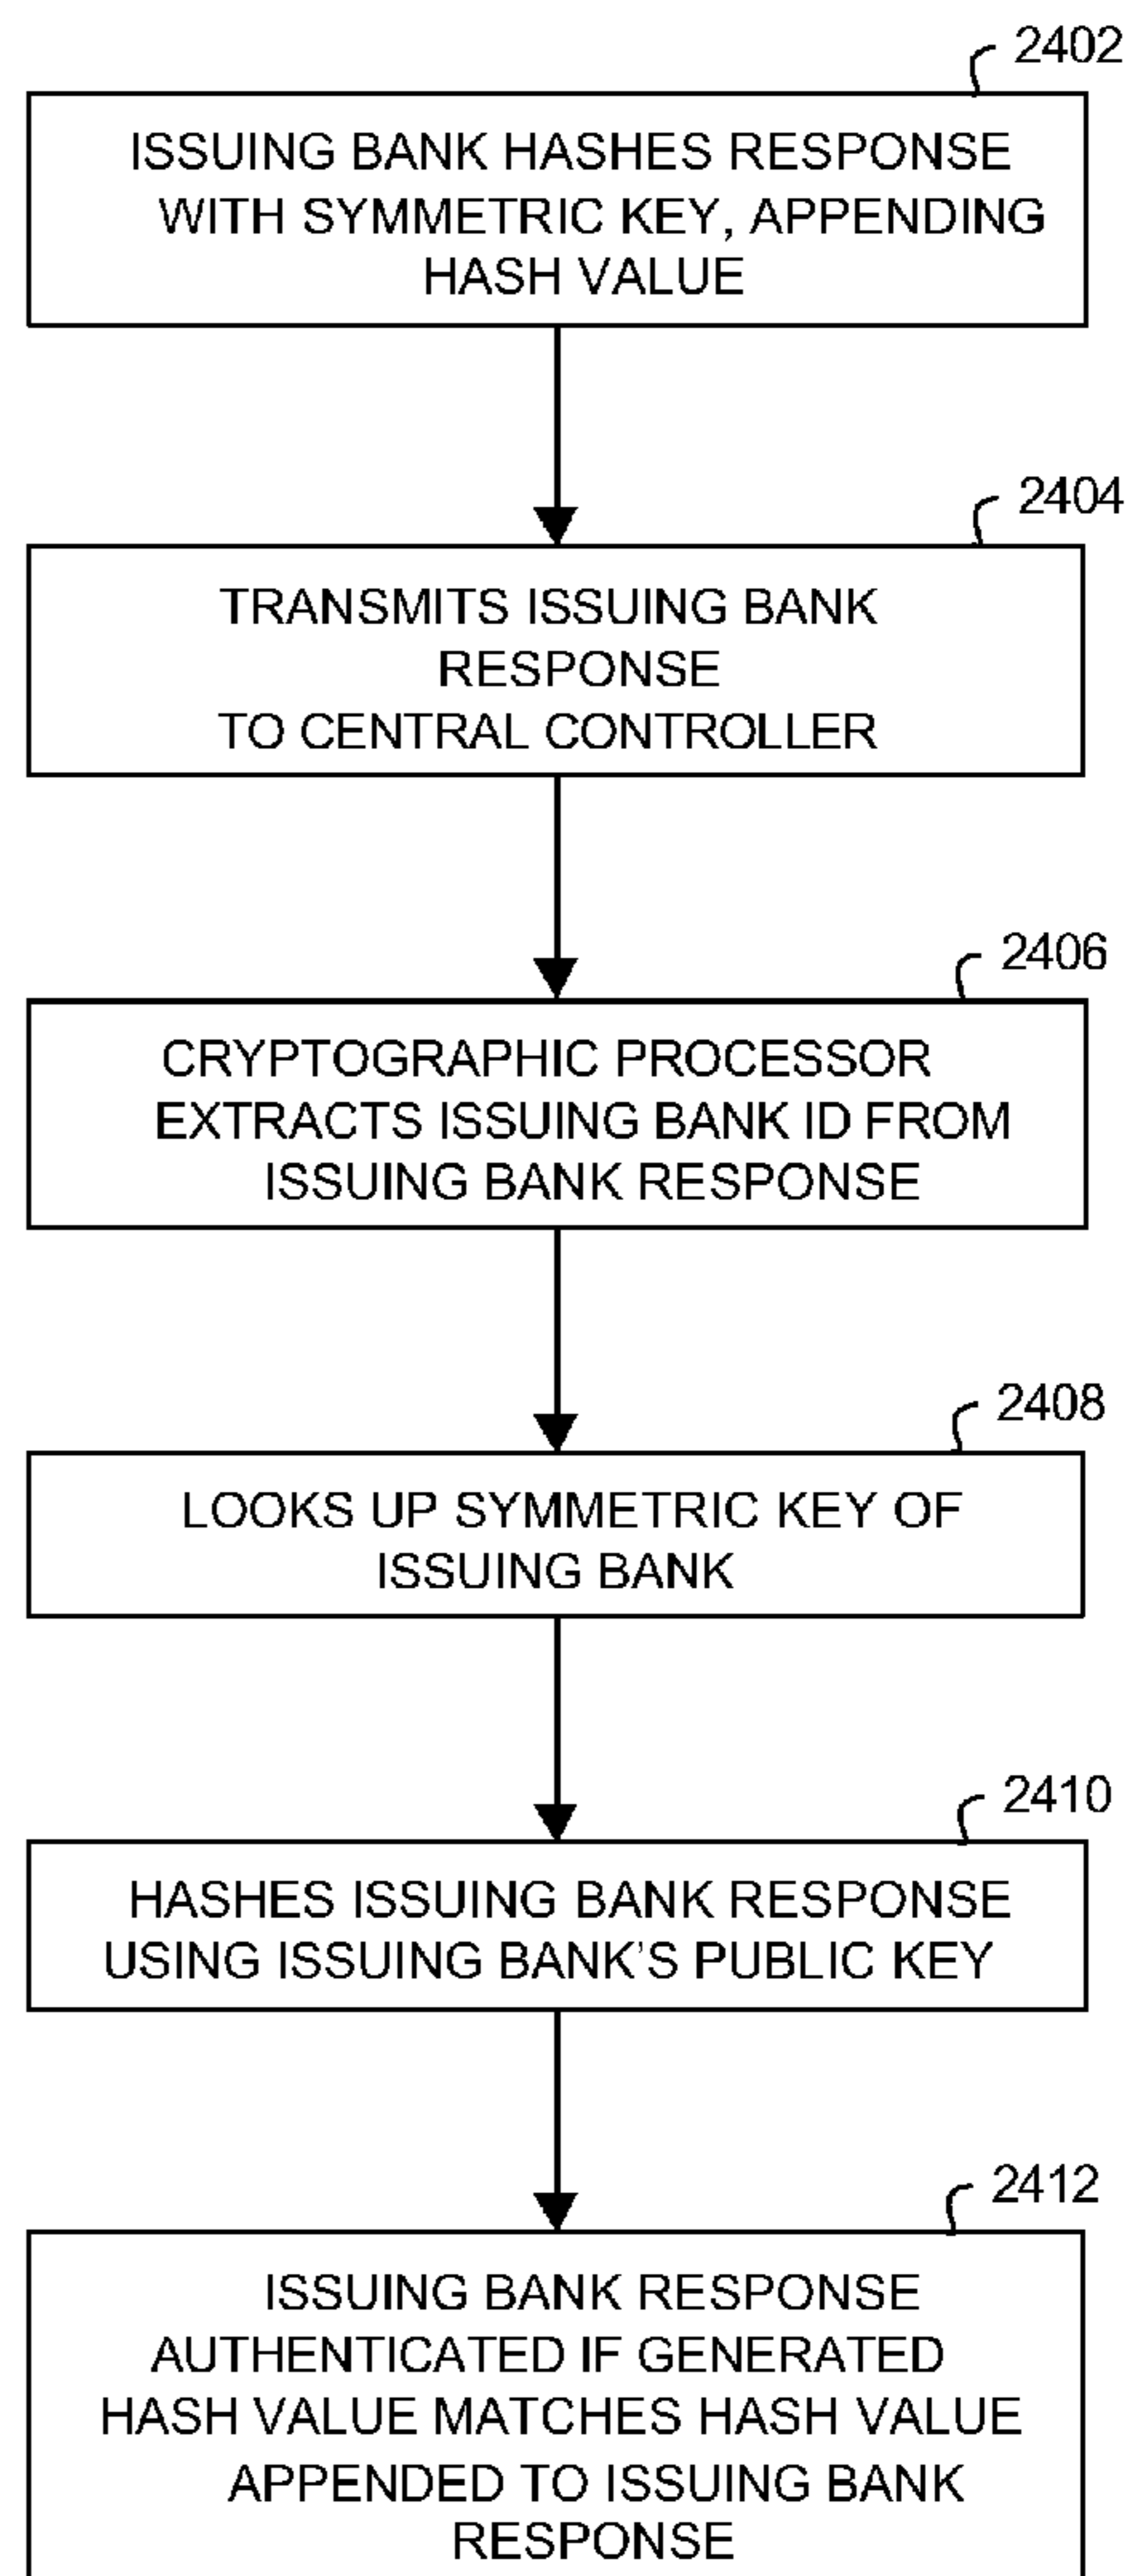 2402
ISSUING BANK HASHES RESPONSE
WITH SYMMETRIC KEY, APPENDING
HASH VALUE
2404
TRANSMITS ISSUING BANK
RESPONSE
TO CENTRAL CONTROLLER
2406
CRYPTOGRAPHIC PROCESSOR
EXTRACTS ISSUING BANK ID FROM
ISSUING BANK RESPONSE
2408
LOOKS UP SYMMETRIC KEY OF
ISSUING BANK
2410
HASHES ISSUING BANK RESPONSE
USING ISSUING BANK'S PUBLIC KEY
2412
ISSUING BANK RESPONSE
AUTHENTICATED IF GENERATED
HASH VALUE MATCHES HASH VALUE
APPENDED TO ISSUING BANK
RESPONSE